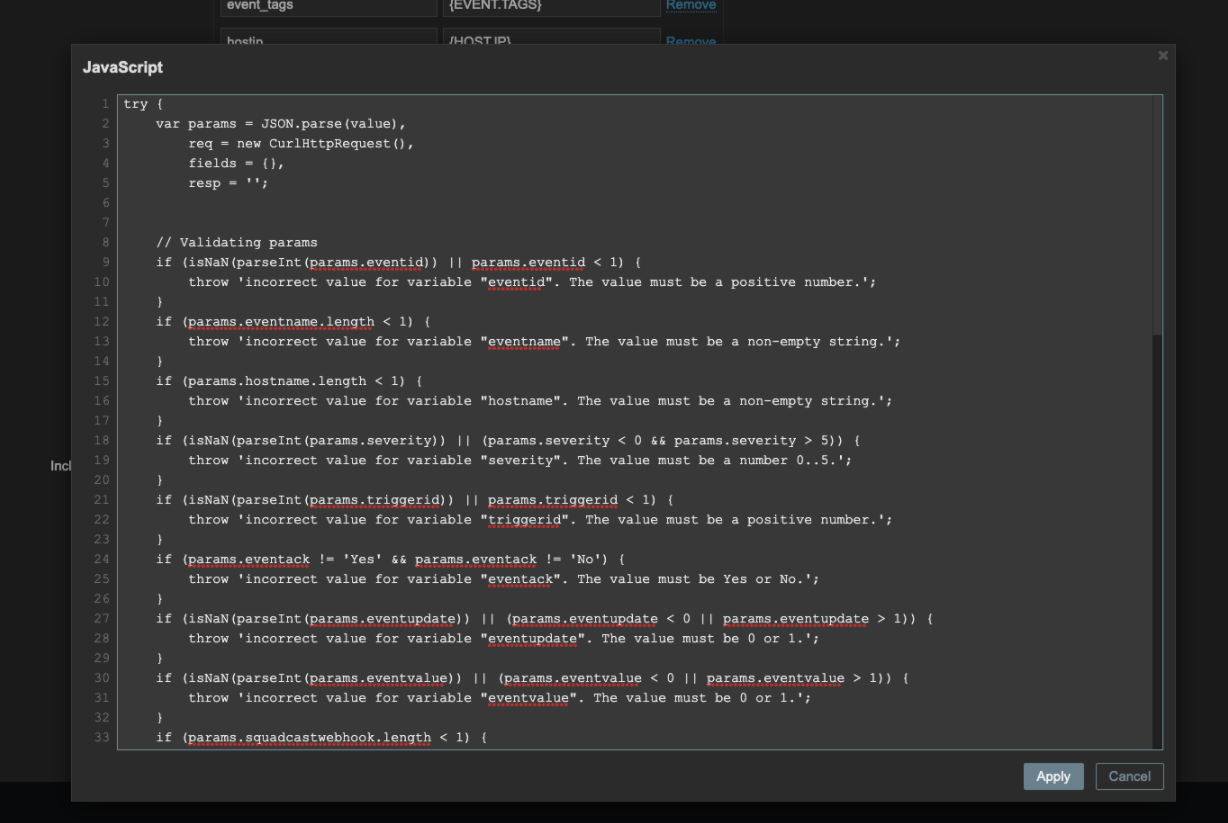 event_tags {EVENT.TAGS} Remove
hostip {HOST.IP} Remove
JavaScript
1 try {
2 var params = JSON.parse(value),
3 req = new CurlHttpRequest(),
4 fields = {},
5 resp = '';
6
7
8 // Validating params
9 if (isNaN(parseInt(params.eventid)) || params.eventid < 1) {
10 throw 'incorrect value for variable "eventid". The value must be a positive number.';
11 }
12 if (params.eventname.length < 1) {
13 throw 'incorrect value for variable "eventname". The value must be a non-empty string.';
14 }
15 if (params.hostname.length < 1) {
16 throw 'incorrect value for variable "hostname". The value must be a non-empty string.';
17 }
18 if (isNaN(parseInt(params.severity)) || (params.severity < 0 && params.severity > 5)) {
Incl
19 throw 'incorrect value for variable "severity". The value must be a number 0..5.';
20 }
21 if (isNaN(parseInt(params.triggerid)) || params.triggerid < 1) {
22 throw 'incorrect value for variable "triggerid". The value must be a positive number.';
23 }
24 if (params.eventack != 'Yes' && params.eventack != 'No') {
25 throw 'incorrect value for variable "eventack". The value must be Yes or No.';
26 }
27 if (isNaN(parseInt(params.eventupdate)) || (params.eventupdate < 0 || params.eventupdate > 1)) {
28 throw 'incorrect value for variable "eventupdate". The value must be 0 or 1.';
29 }
30 if (isNaN(parseInt(params.eventvalue)) || (params.eventvalue < 0 || params.eventvalue > 1)) {
31 throw 'incorrect value for variable "eventvalue". The value must be 0 or 1.';
32 }
33 if (params.squadcastwebhook.length < 1) {
Apply Cancel